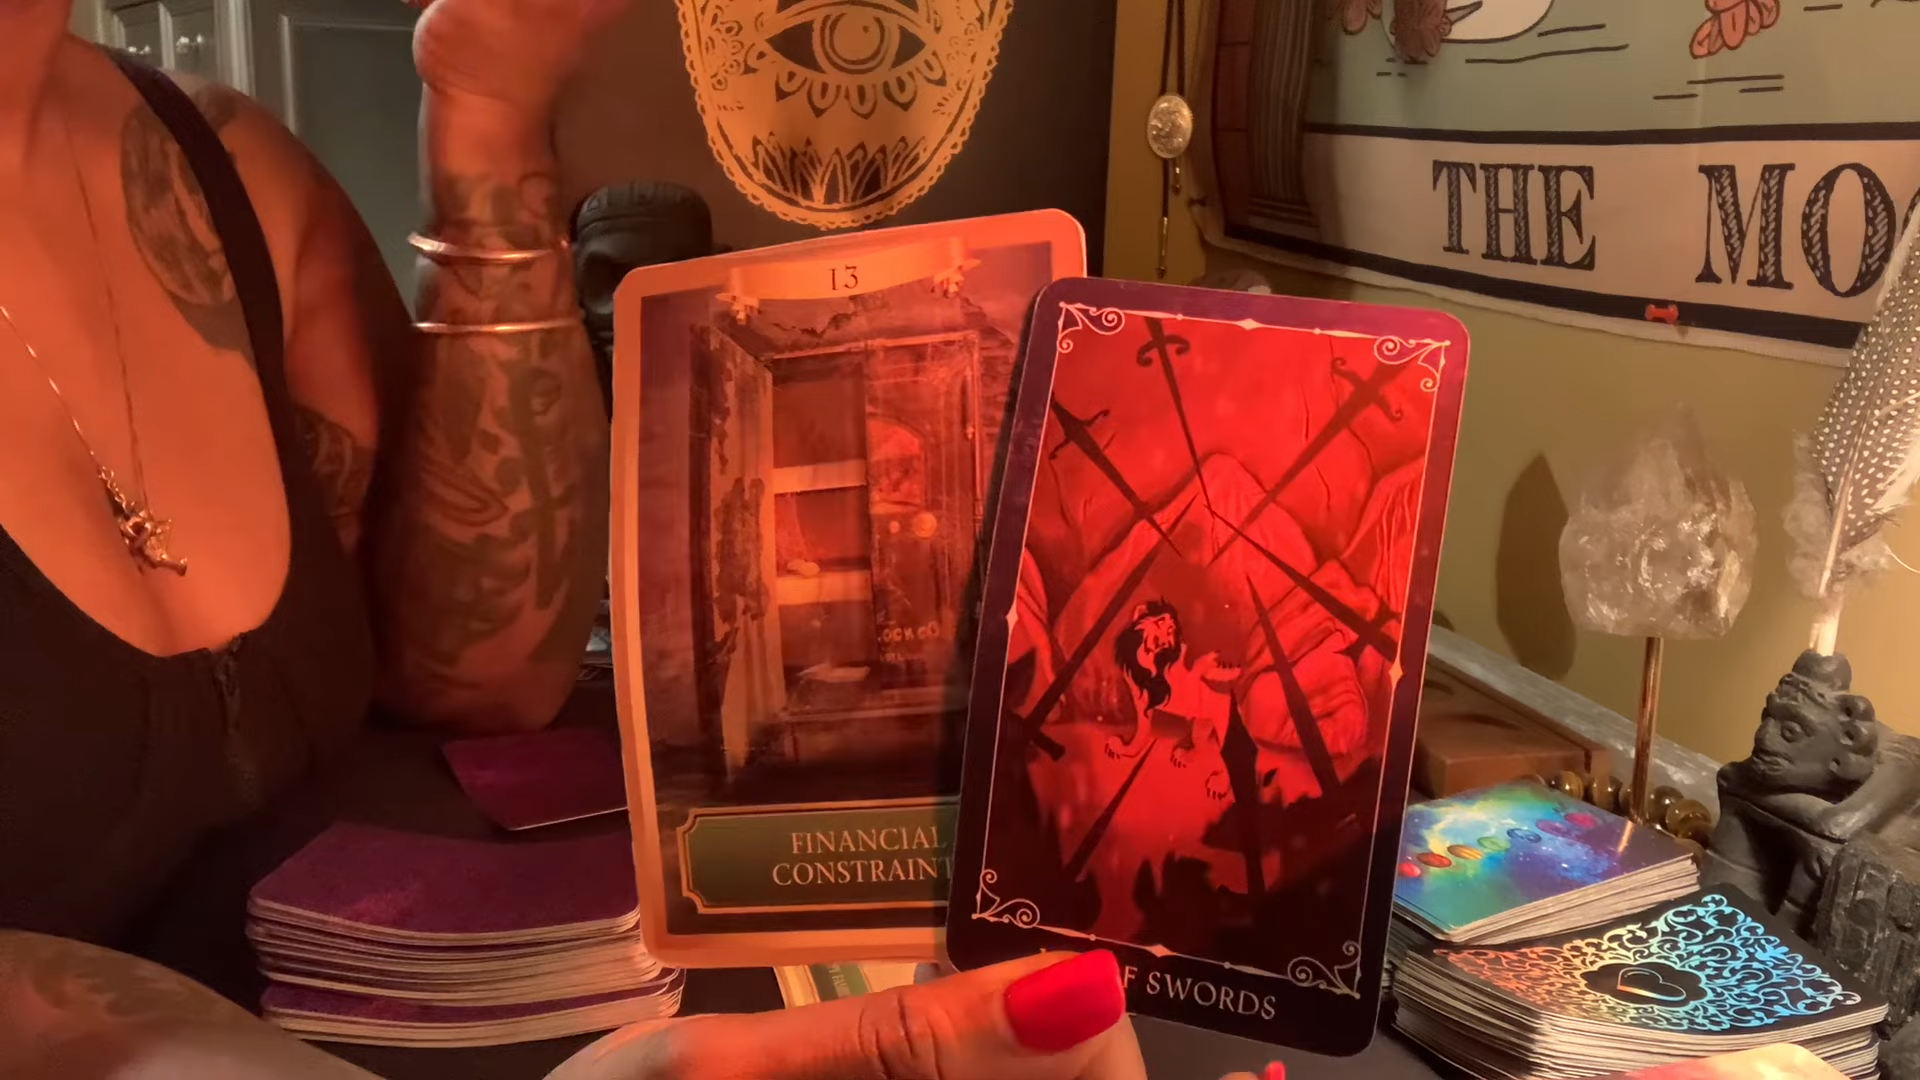 THE MO
13
FINANCIAL
CONSTRAINT
F SWORDS